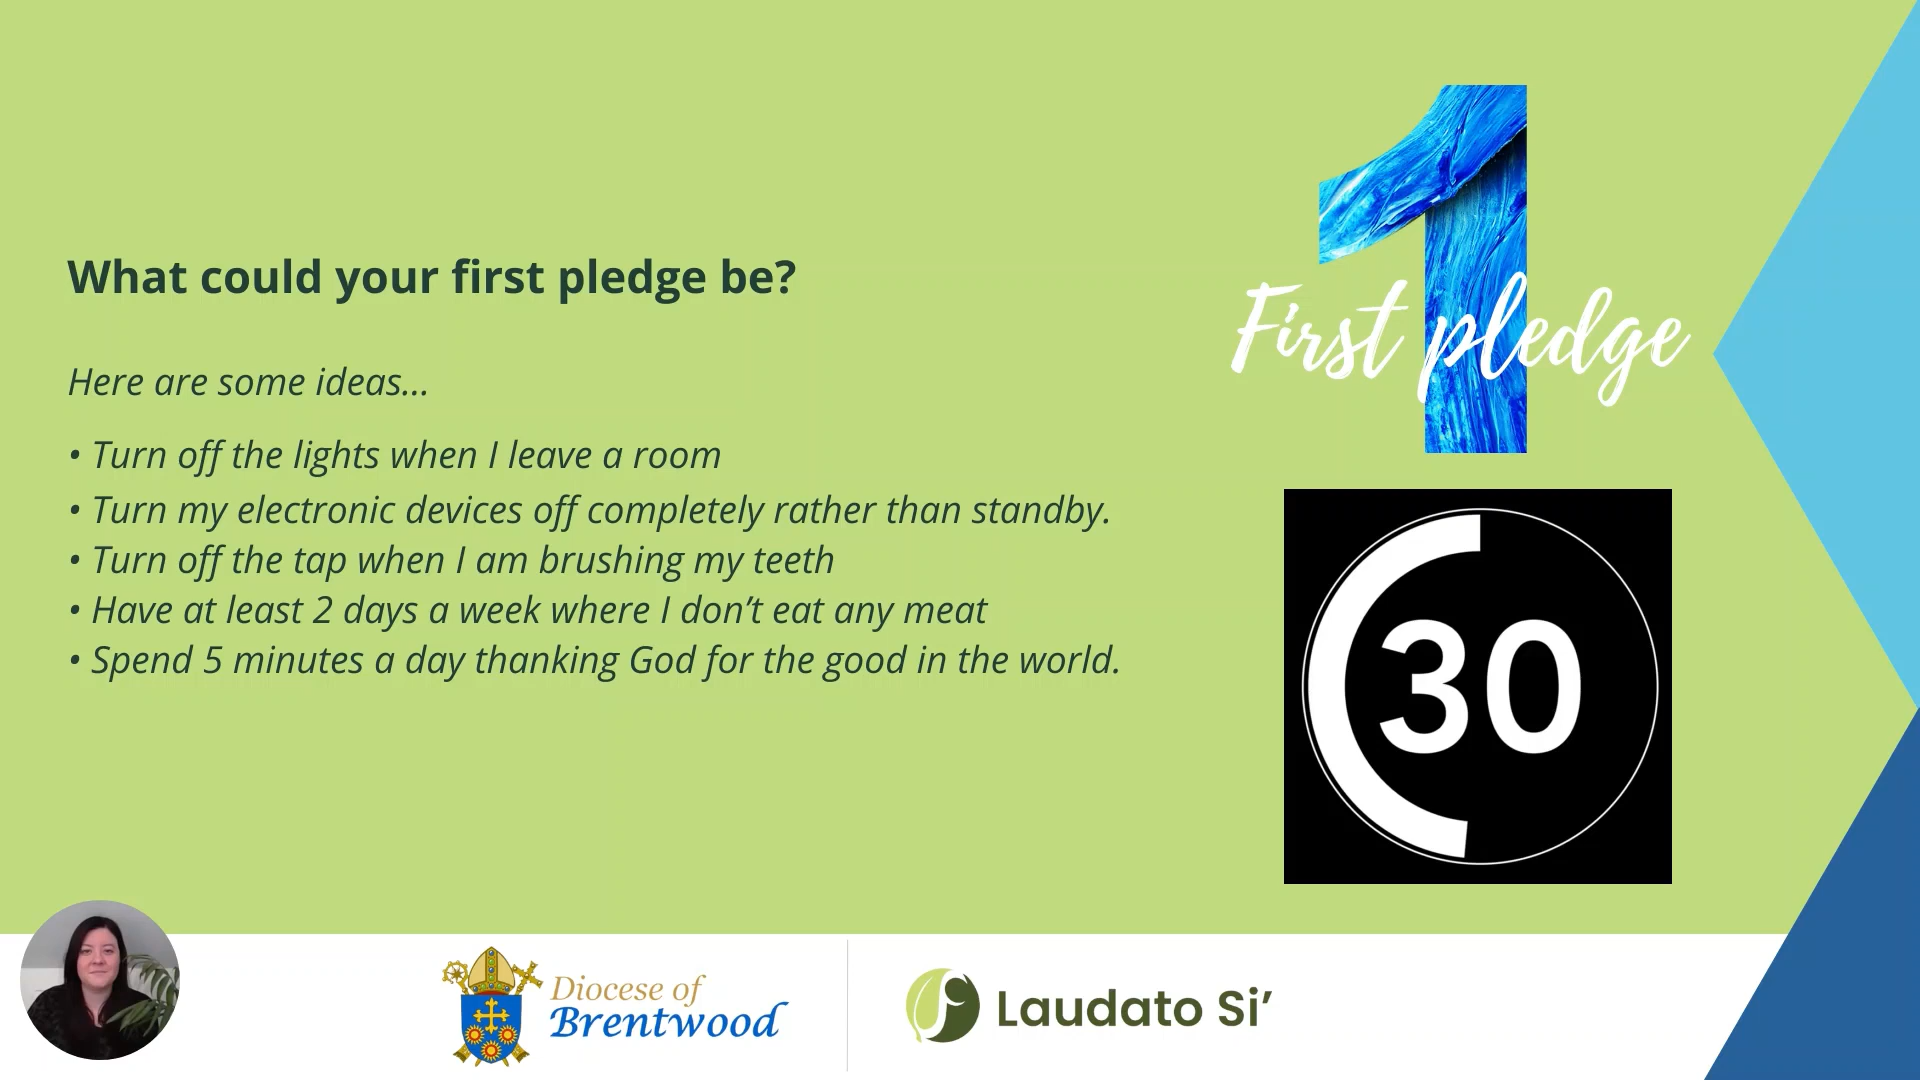 What could your first pledge be?
Here are some ideas...
• Turn off the lights when I leave a room
• Turn my electronic devices off completely rather than standby.
• Turn off the tap when I am brushing my teeth
• Have at least 2 days a week where I don’t eat any meat
• Spend 5 minutes a day thanking God for the good in the world.
1
First pledge
30
Diocese of
Brentwood
Laudato Si’